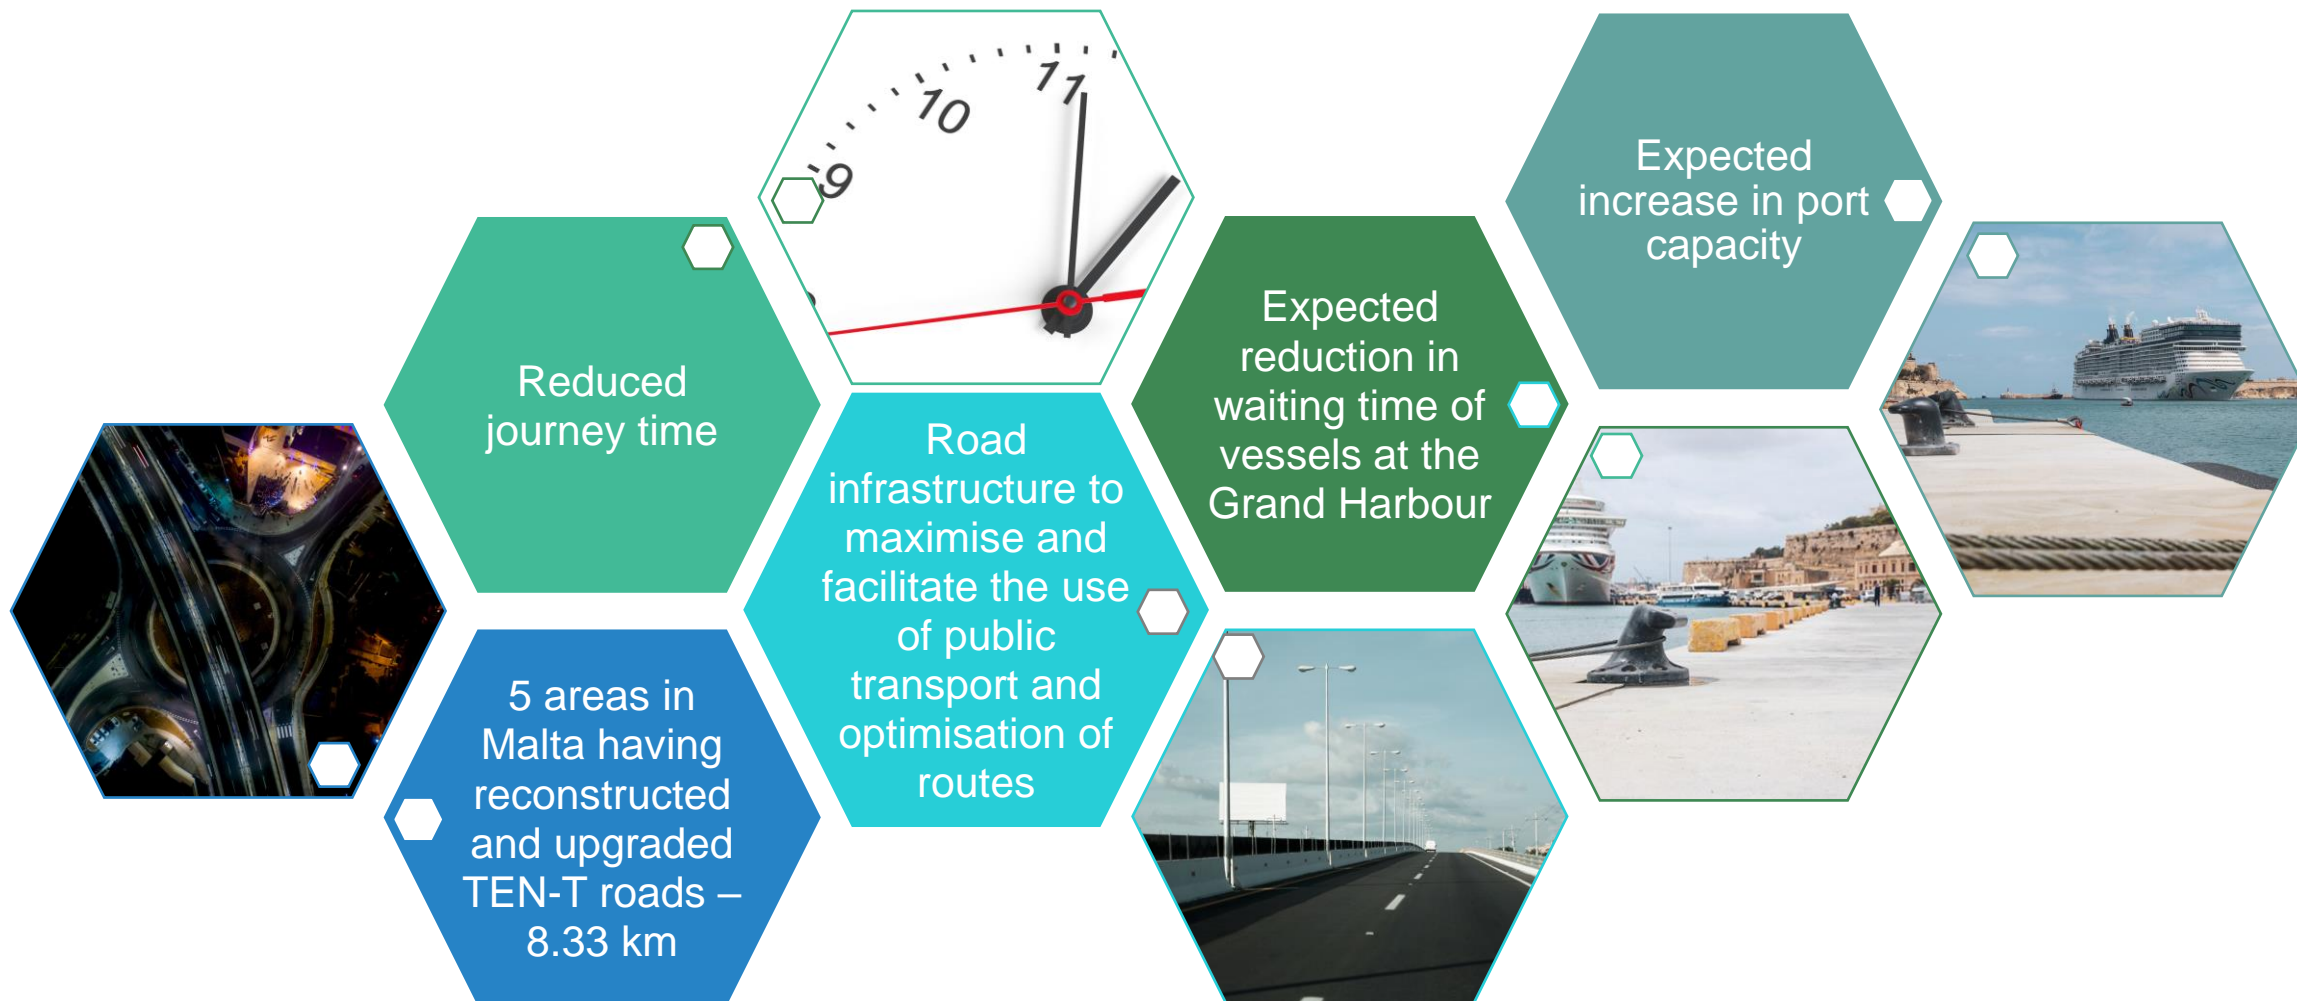 5 areas in
Malta having
reconstructed
and upgraded
TEN-T roads –
8.33 km
Reduced
journey time
9
10
11
Road
infrastructure to
maximise and
facilitate the use
of public
transport and
optimisation of
routes
Expected
reduction in
waiting time of
vessels at the
Grand Harbour
Expected
increase in port
capacity